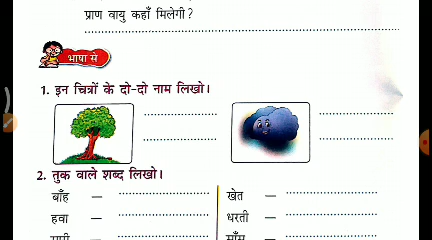 प्राण वायु कहाँ मिलेगी?
भाषा से
1. इन चित्रों के दो-दो नाम लिखो।
2. तुक वाले शब्द लिखो।
बाँह — खेत —
हवा — धरती —
साँस —